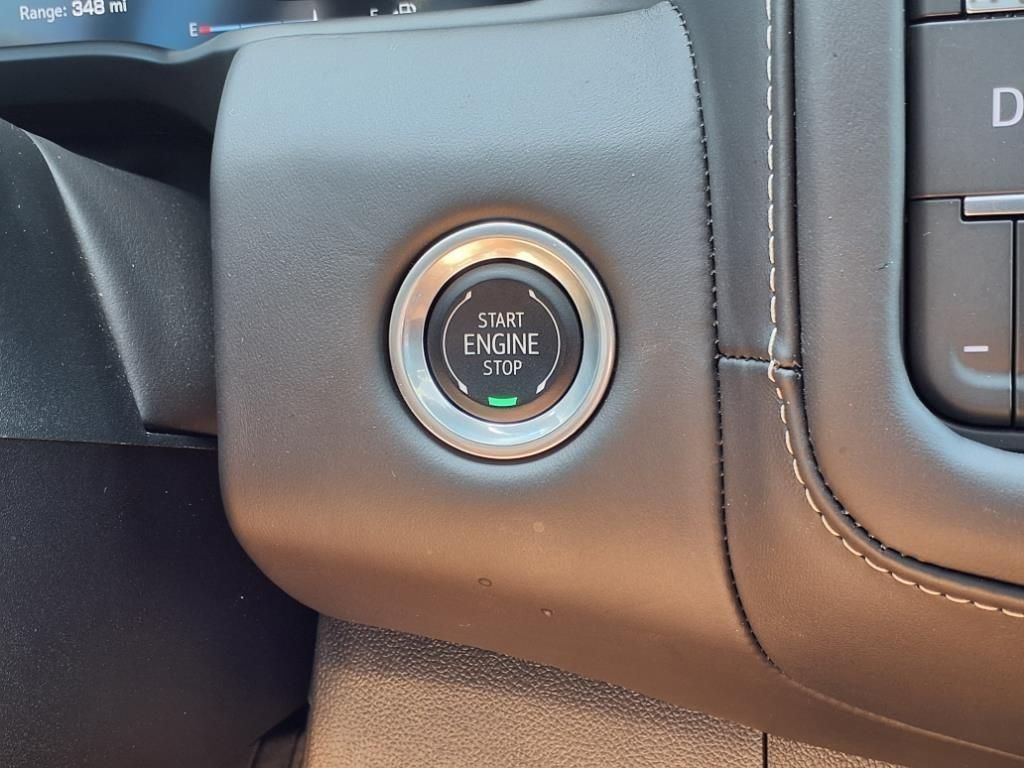 Range: 348 mi
E F
D
START
ENGINE
STOP
-